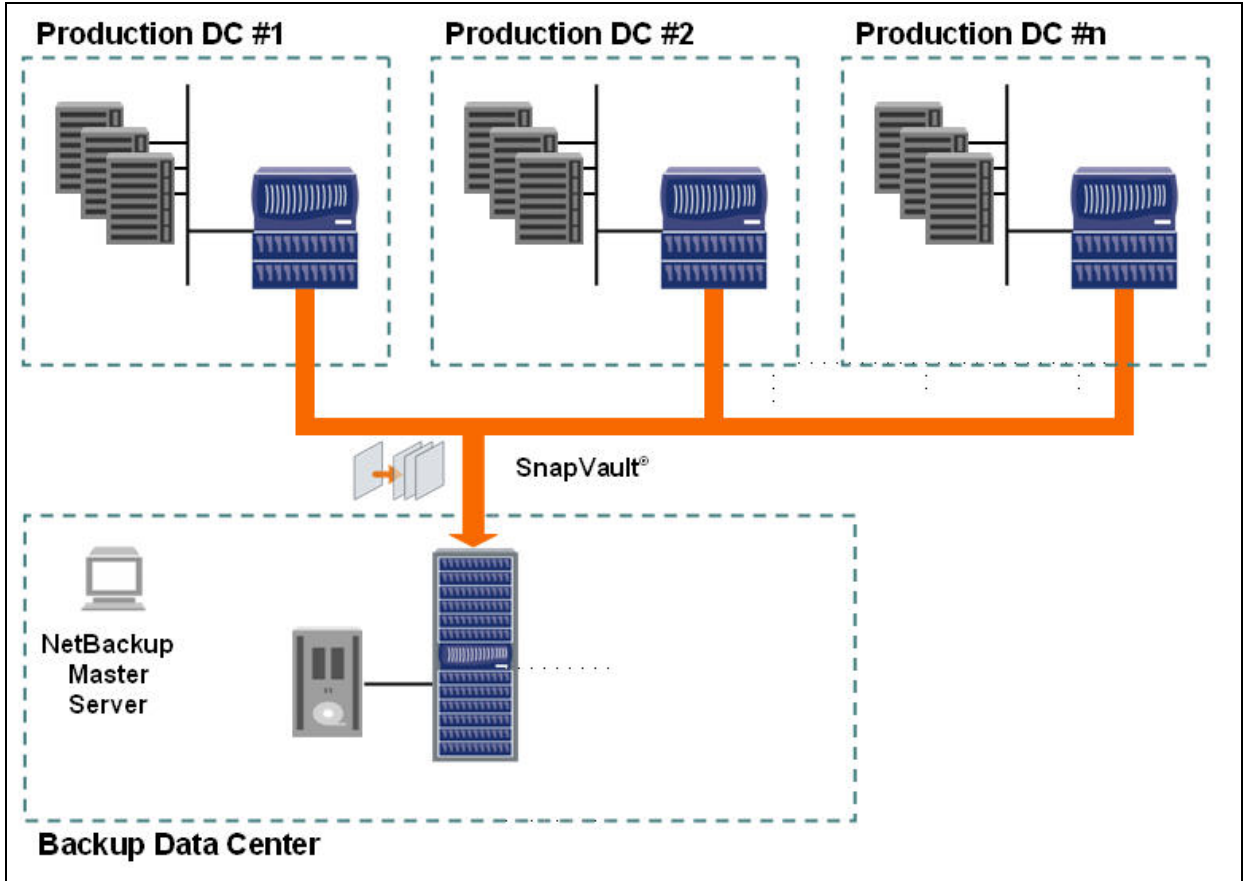 Production DC #1
Production DC #2
Production DC #n
SnapVault®
NetBackup
Master
Server
Backup Data Center